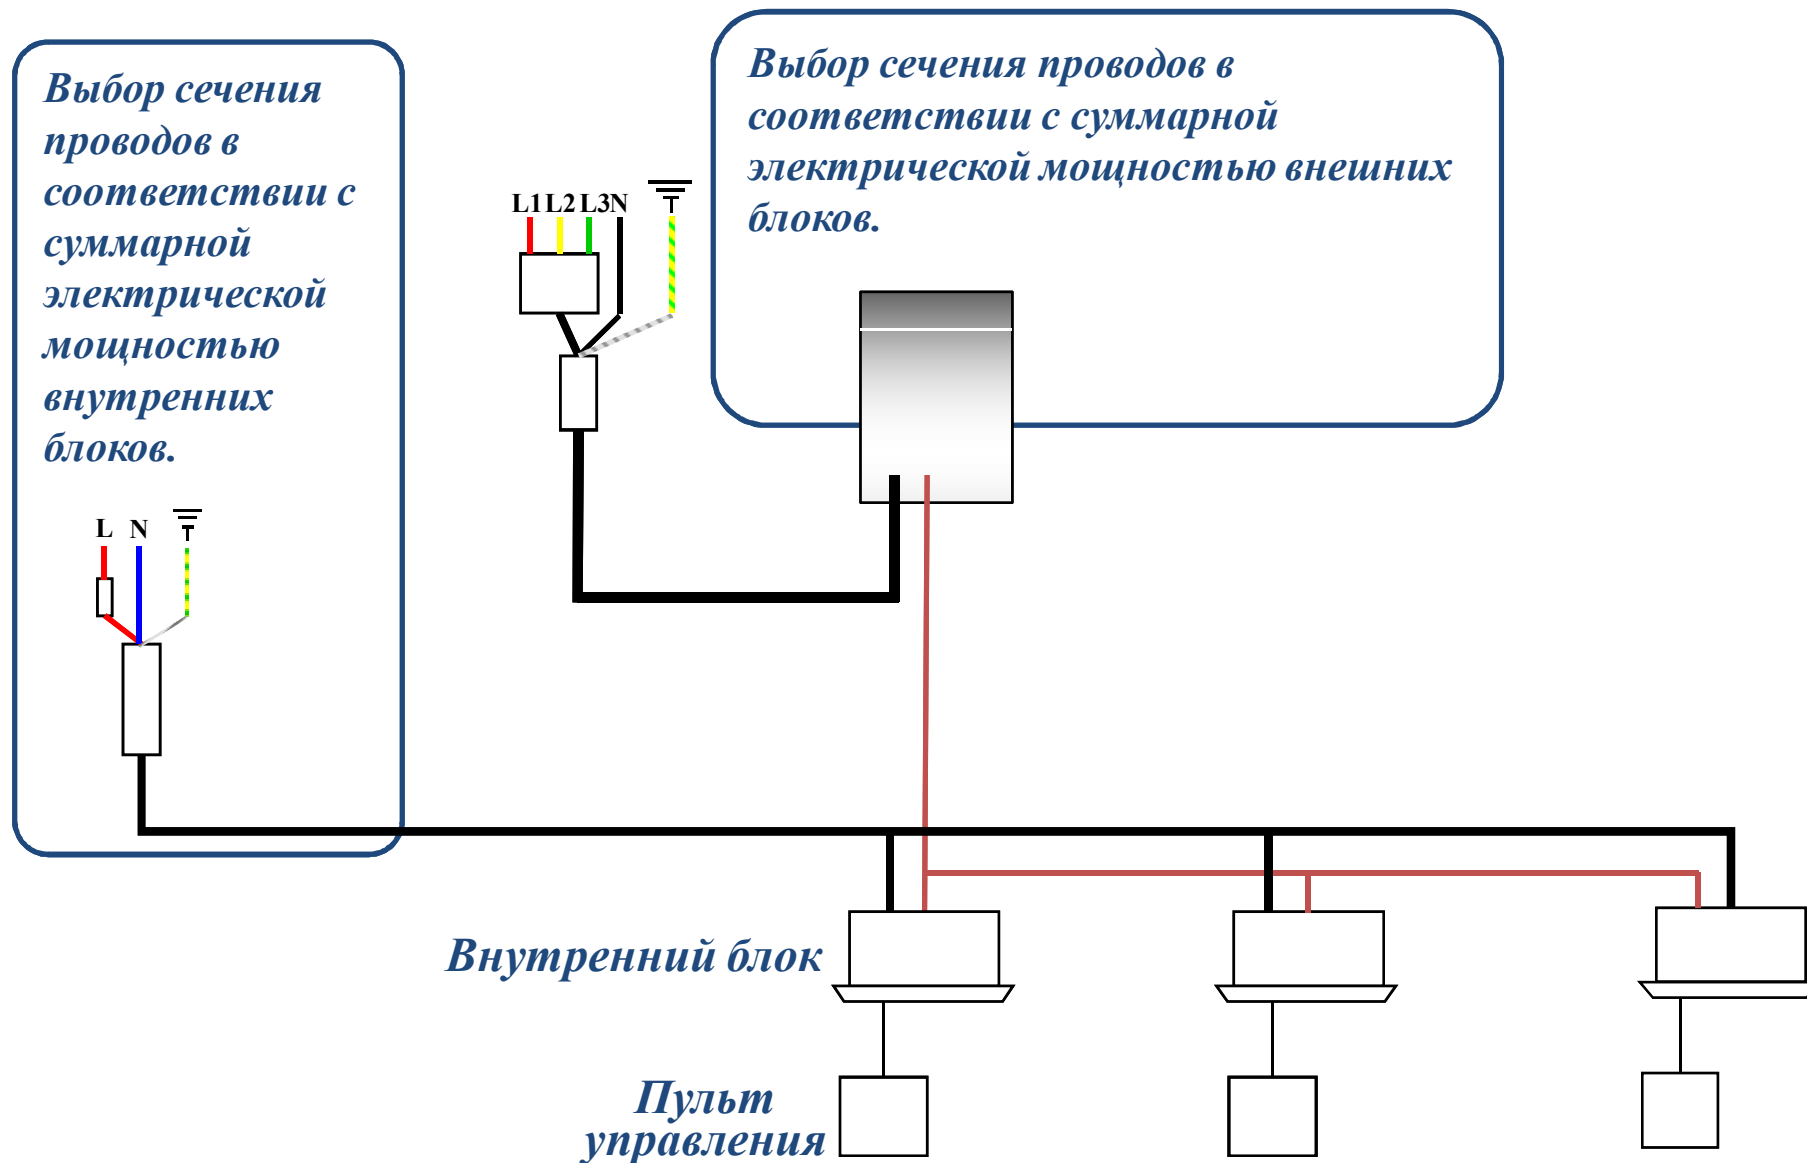 Выбор сечения
проводов в
соответствии с
суммарной
электрической
мощностью
внутренних
блоков.
Выбор сечения проводов в
соответствии с суммарной
электрической мощностью внешних
блоков.
L1 L2 L3 N
L N
Внутренний блок
Пульт
управления